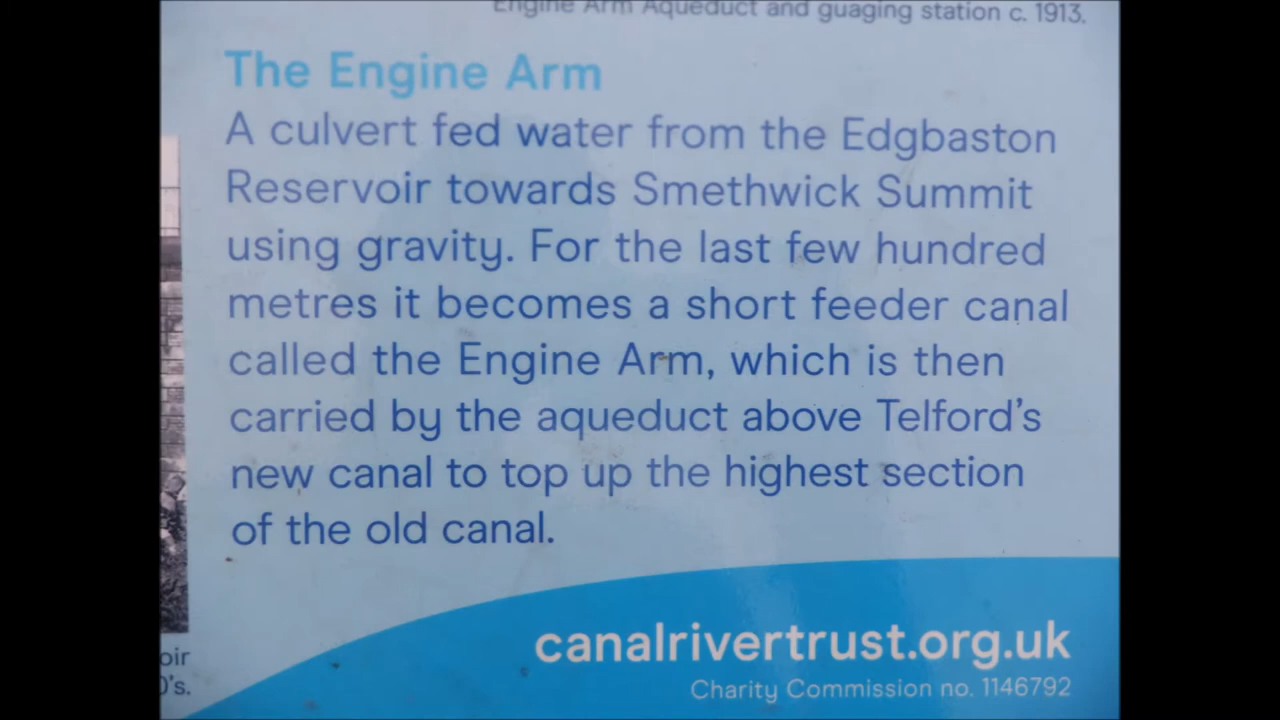 Engine Arm Aqueduct and guaging station c. 1913.
The Engine Arm
A culvert fed water from the Edgbaston
Reservoir towards Smethwick Summit
using gravity. For the last few hundred
metres it becomes a short feeder canal
called the Engine Arm, which is then
carried by the aqueduct above Telford's
new canal to top up the highest section
of the old canal.
canalrivertrust.org.uk
Charity Commission no. 1146792